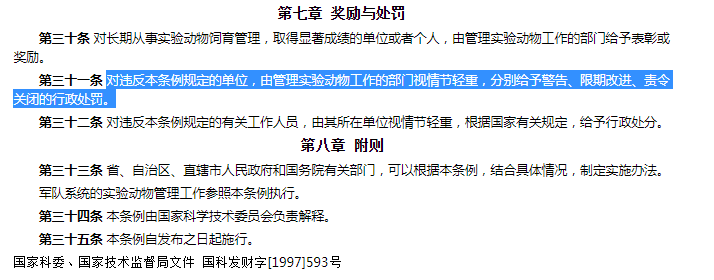 第七章 奖励与处罚
第三十条 对长期从事实验动物饲育管理，取得显著成绩的单位或者个人，由管理实验动物工作的部门给予表彰或
奖励。
第三十一条 对违反本条例规定的单位，由管理实验动物工作的部门视情节轻重，分别给予警告、限期改进、责令
关闭的行政处罚。
第三十二条 对违反本条例规定的有关工作人员，由其所在单位视情节轻重，根据国家有关规定，给予行政处分。
第八章 附则
第三十三条 省、自治区、直辖市人民政府和国务院有关部门，可以根据本条例，结合具体情况，制定实施办法。
军队系统的实验动物管理工作参照本条例执行。
第三十四条 本条例由国家科学技术委员会负责解释。
第三十五条 本条例自发布之日起施行。
国家科委、国家技术监督局文件 国科发财字[1997]593号